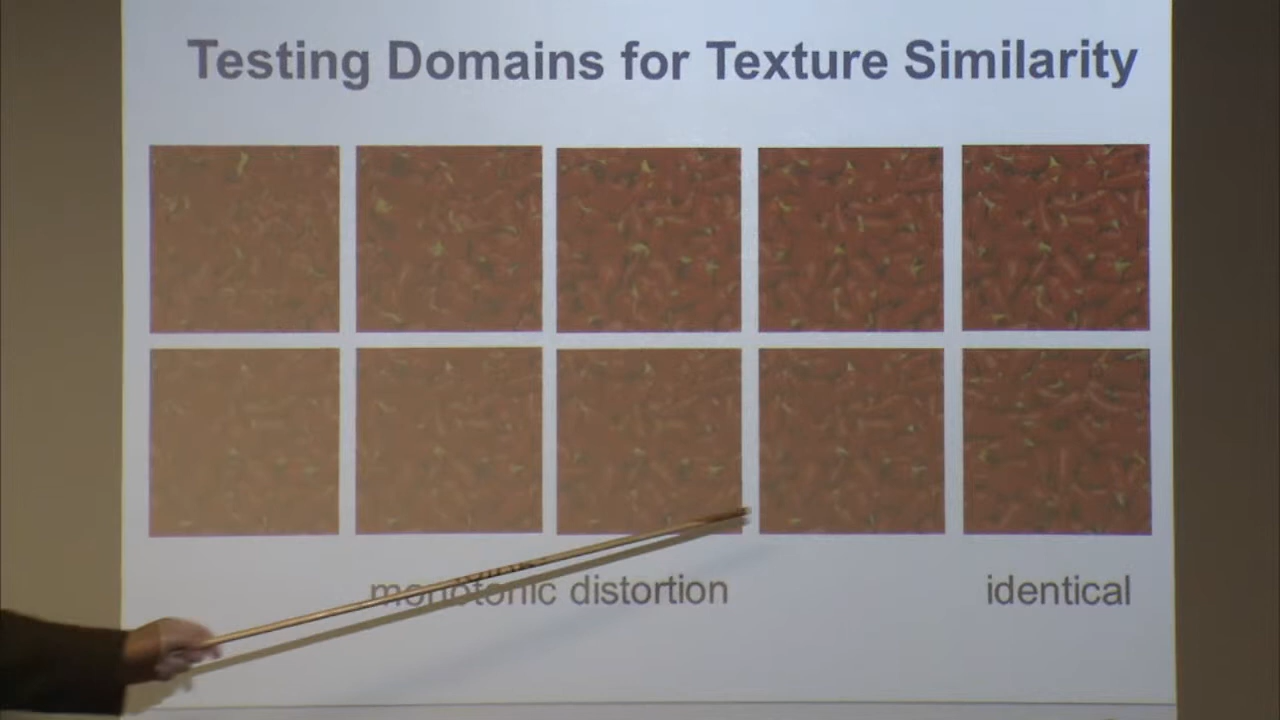 Testing Domains for Texture Similarity
monotonic distortion
identical